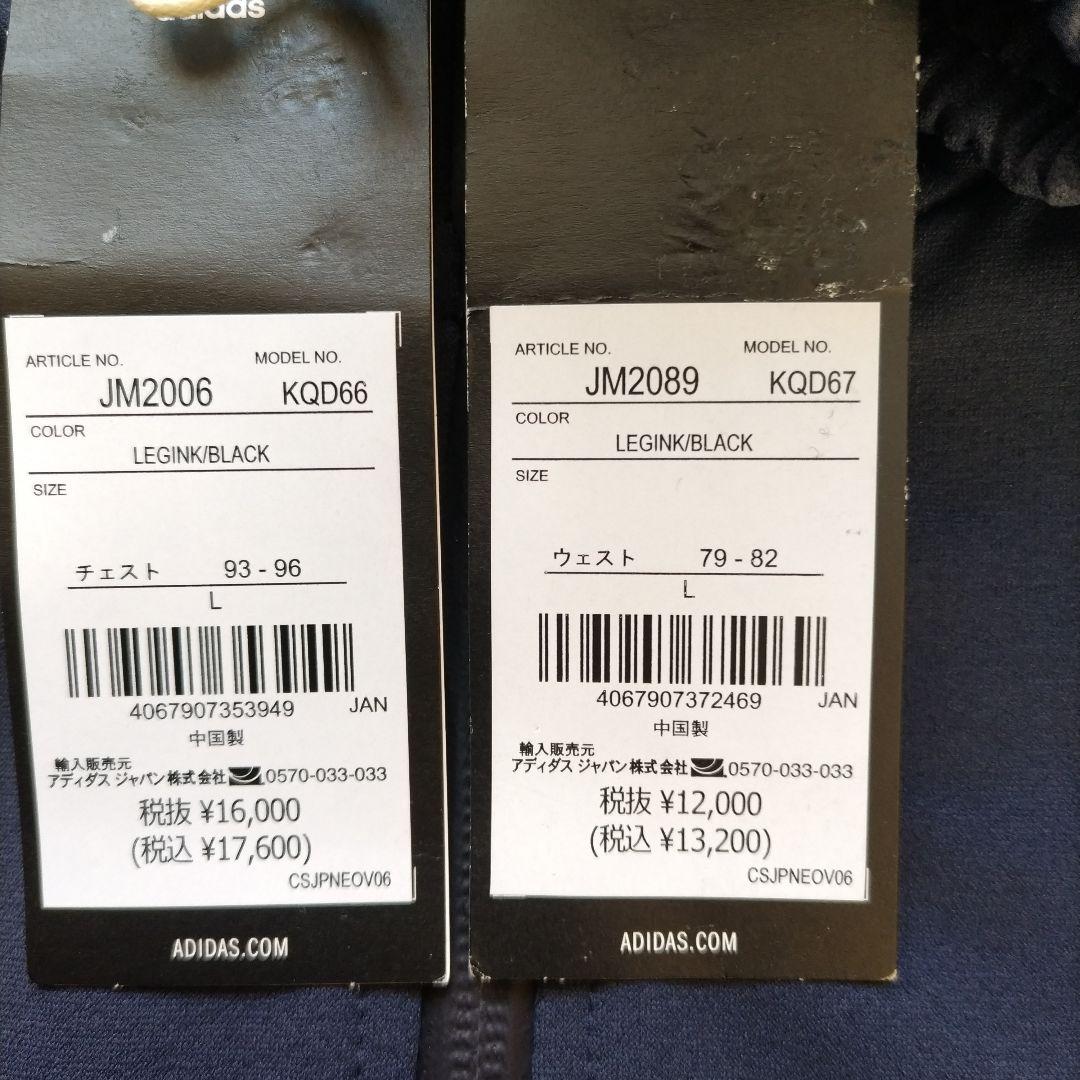 adidas
ARTICLE NO. MODEL NO.
JM2006 KQD66
COLOR
LEGINK/BLACK
SIZE
チェスト 93 - 96
L
4067907353949 JAN
中国製
輸入販売元
アディダス ジャパン株式会社 0570-033-033
税抜 ¥16,000
(税込 ¥17,600)
CSJPNEOV06
ADIDAS.COM
ARTICLE NO. MODEL NO.
JM2089 KQD67
COLOR
LEGINK/BLACK
SIZE
ウェスト 79 - 82
L
4067907372469 JAN
中国製
輸入販売元
アディダス ジャパン株式会社 0570-033-033
税抜 ¥12,000
(税込 ¥13,200)
CSJPNEOV06
ADIDAS.COM